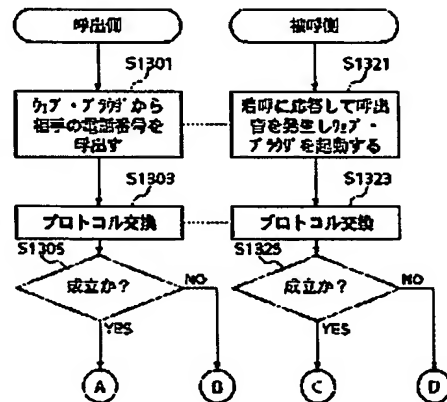 呼出側
被呼側
S1301
S1321
ウェブ・ブラウザから
相手の電話番号を
呼出す
着呼に応答して呼出
音を発生しウェブ・
ブラウザを起動する
S1303
S1323
プロトコル交換
プロトコル交換
S1305
S1325
成立か?
NO
成立か?
NO
YES
YES
A
B
C
D